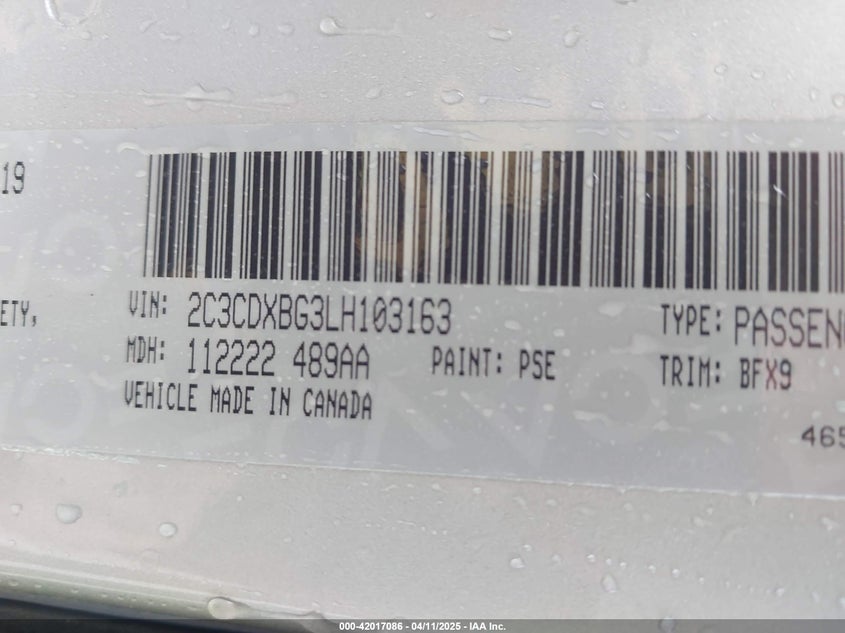 19
ETY,
VIN: 2C3CDXBG3LH103163
TYPE: PASSEN
MDH: 112222 489AA
PAINT: PSE
TRIM: BFX9
VEHICLE MADE IN CANADA
465
000-42017086 - 04/11/2025 - IAA Inc.